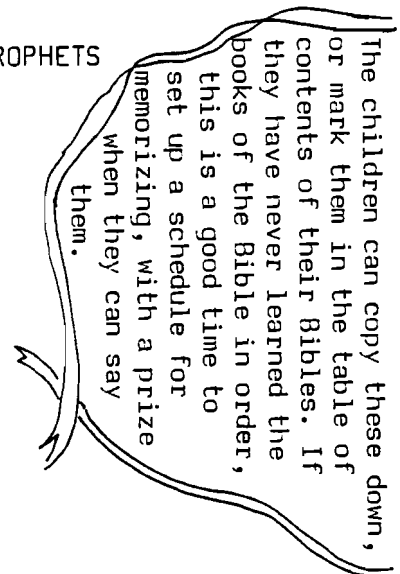 The children can copy these down,
or mark them in the table of
contents of their Bibles. If
they have never learned the
books of the Bible in order,
this is a good time to
set up a schedule for
memorizing, with a prize
when they can say
them.